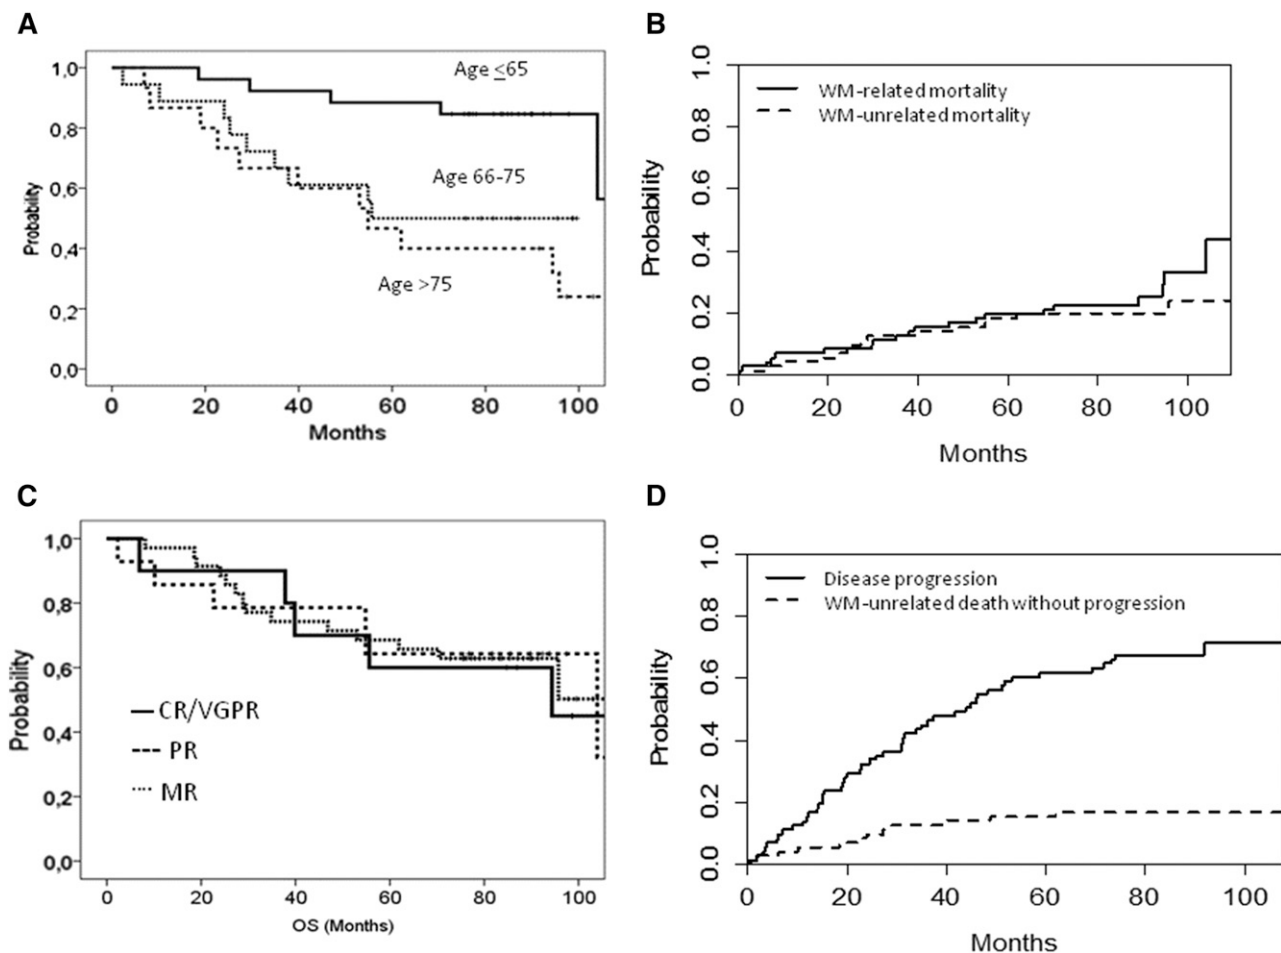 A
1,0
0,8
0,6
0,4
0,2
0,0
Probability
Age ≤65
Age 66-75
Age >75
0 20 40 60 80 100
Months
B
1.0
0.8
0.6
0.4
0.2
0.0
Probability
WM-related mortality
WM-unrelated mortality
0 20 40 60 80 100
Months
C
1,0
0,8
0,6
0,4
0,2
0,0
Probability
CR/VGPR
PR
MR
0 20 40 60 80 100
OS (Months)
D
1.0
0.8
0.6
0.4
0.2
0.0
Probability
Disease progression
WM-unrelated death without progression
0 20 40 60 80 100
Months